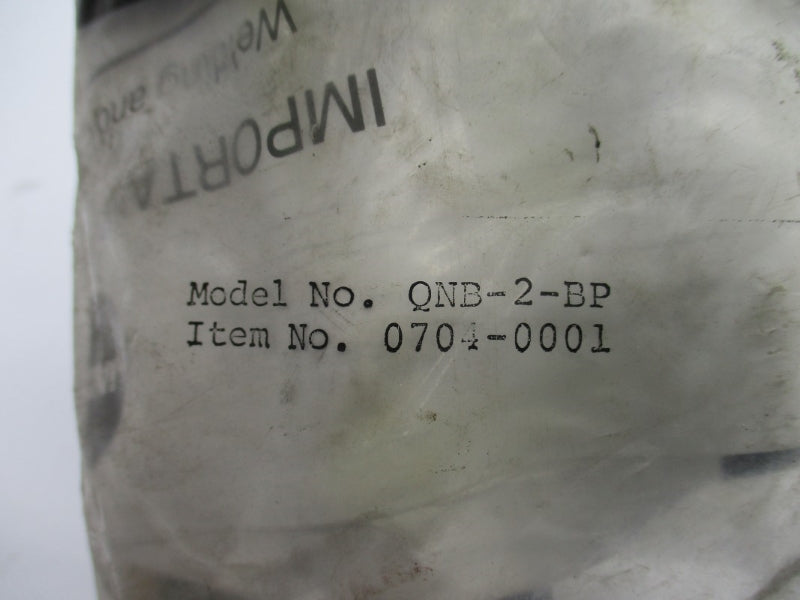 IMPORTA
Welding and
Model No. QNB-2-BP
Item No. 0704-0001